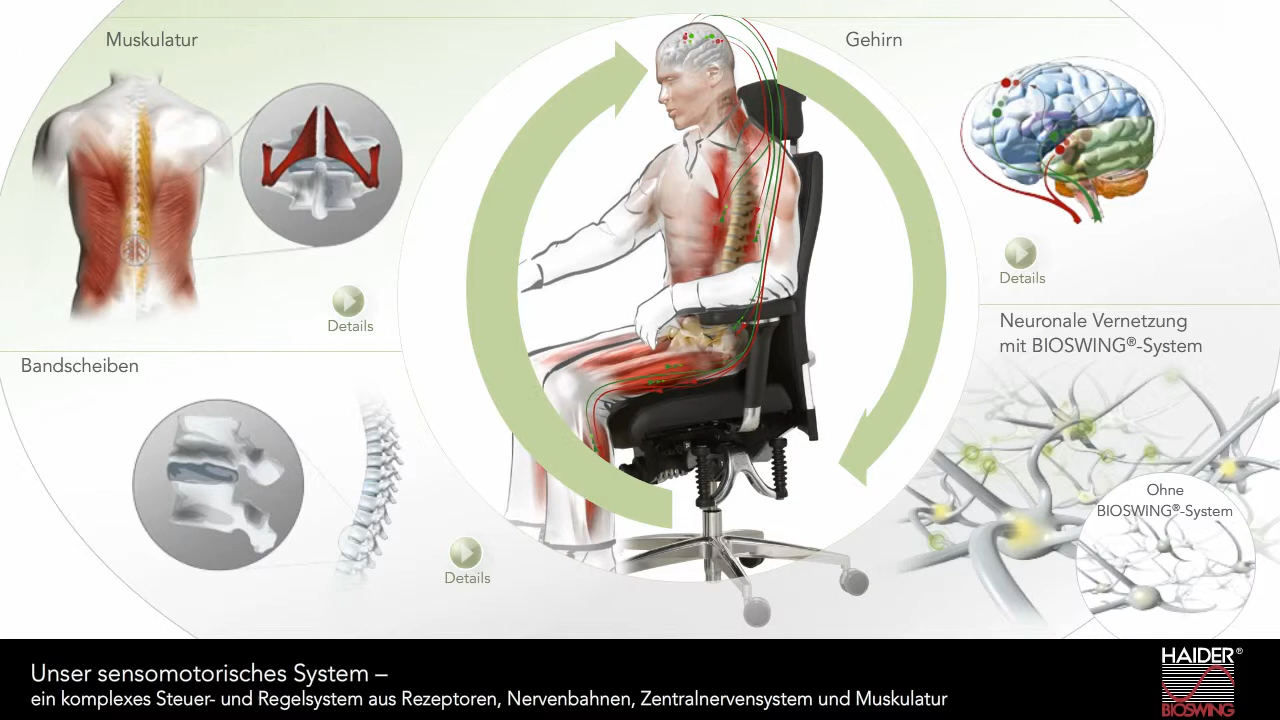 Muskulatur
Gehirn
Details
Details
Neuronale Vernetzung
mit BIOSWING®-System
Bandscheiben
Ohne
BIOSWING®-System
Details
Unser sensomotorisches System –
ein komplexes Steuer- und Regelsystem aus Rezeptoren, Nervenbahnen, Zentralnervensystem und Muskulatur
HAIDER®
BIOSWING